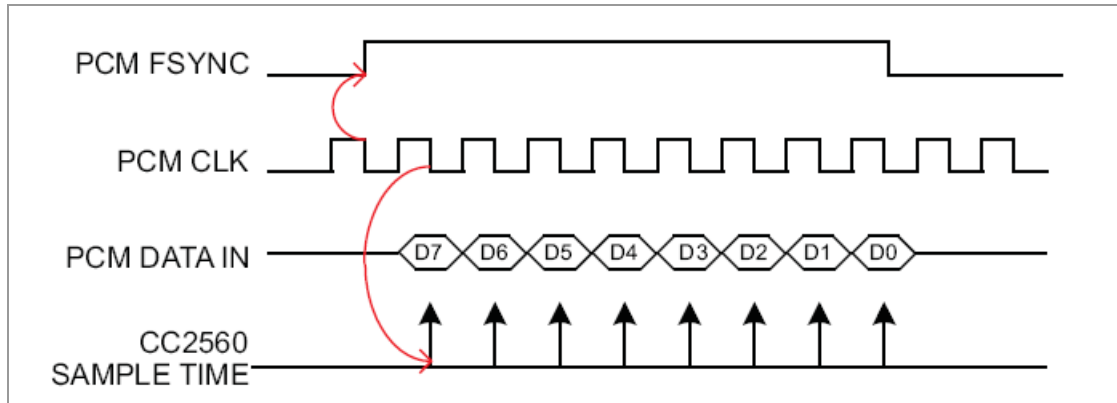 PCM FSYNC
PCM CLK
PCM DATA IN
D7 D6 D5 D4 D3 D2 D1 D0
CC2560
SAMPLE TIME